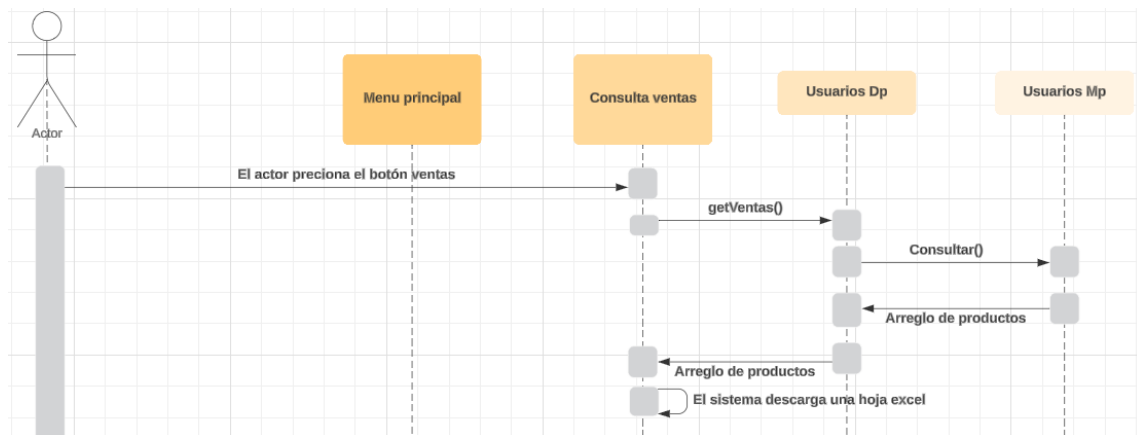 Actor
Menu principal
Consulta ventas
Usuarios Dp
Usuarios Mp
El actor preciona el botón ventas
getVentas()
Consultar()
Arreglo de productos
Arreglo de productos
El sistema descarga una hoja excel